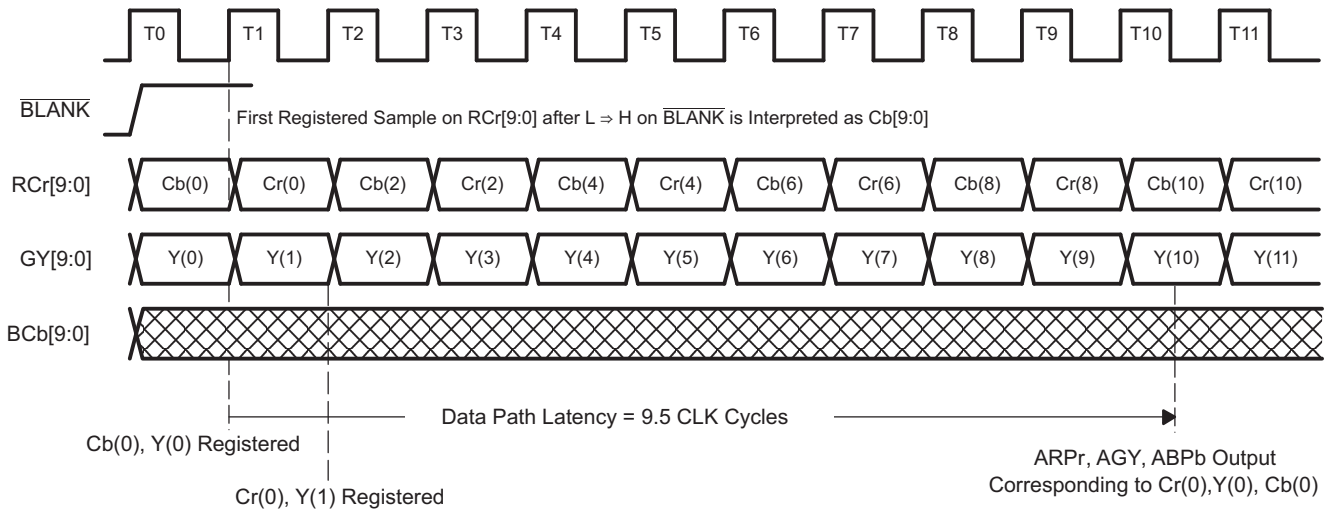 T0 T1 T2 T3 T4 T5 T6 T7 T8 T9 T10 T11
BLANK
First Registered Sample on RCr[9:0] after L ⇒ H on BLANK is Interpreted as Cb[9:0]
RCr[9:0] Cb(0) Cr(0) Cb(2) Cr(2) Cb(4) Cr(4) Cb(6) Cr(6) Cb(8) Cr(8) Cb(10) Cr(10)
GY[9:0] Y(0) Y(1) Y(2) Y(3) Y(4) Y(5) Y(6) Y(7) Y(8) Y(9) Y(10) Y(11)
BCb[9:0]
Data Path Latency = 9.5 CLK Cycles
Cb(0), Y(0) Registered
Cr(0), Y(1) Registered
ARPr, AGY, ABPb Output
Corresponding to Cr(0),Y(0), Cb(0)